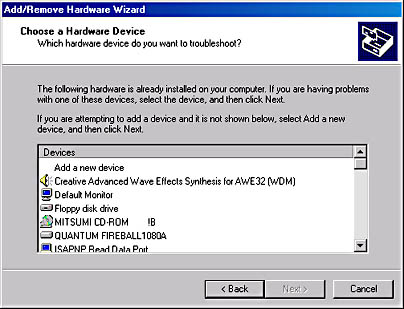 Add/Remove Hardware Wizard
Choose a Hardware Device
Which hardware device do you want to troubleshoot?
The following hardware is already installed on your computer. If you are having problems
with one of these devices, select the device, and then click Next.
If you are attempting to add a device and it is not shown below, select Add a new
device, and then click Next.
Devices
Add a new device
Creative Advanced Wave Effects Synthesis for AWE32 (WDM)
Default Monitor
Floppy disk drive
MITSUMI CD-ROM !B
QUANTUM FIREBALL1080A
ISAPNP Read Data Port
< Back
Next >
Cancel